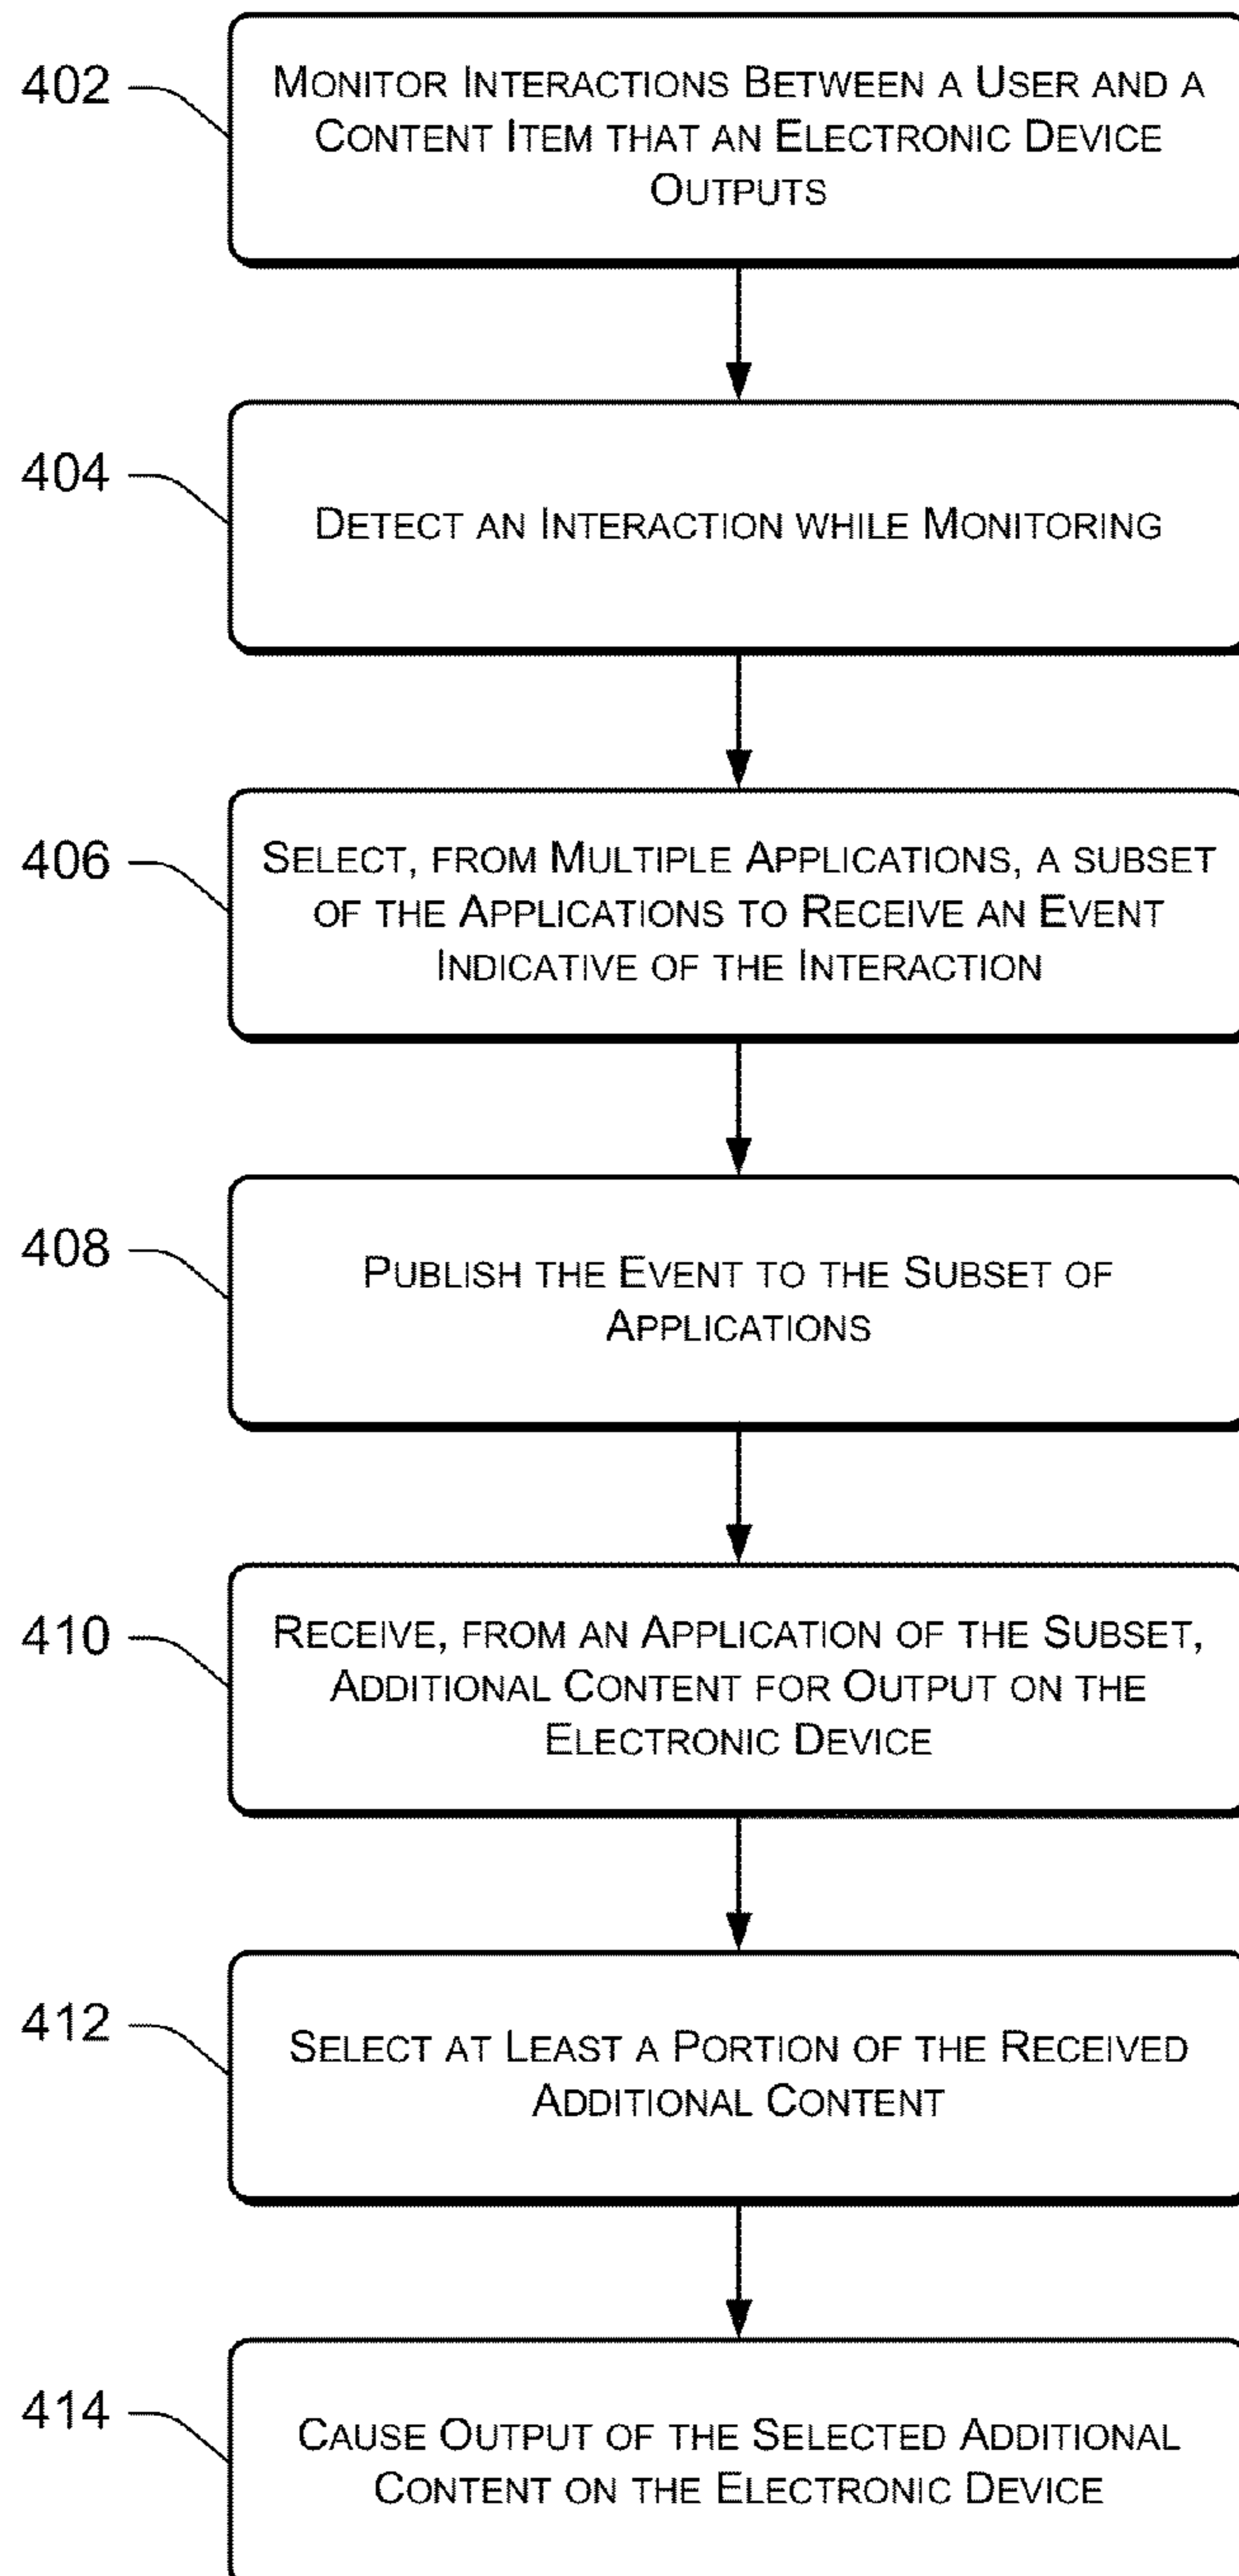 402
MONITOR INTERACTIONS BETWEEN A USER AND A
CONTENT ITEM THAT AN ELECTRONIC DEVICE
OUTPUTS
404
DETECT AN INTERACTION WHILE MONITORING
406
SELECT, FROM MULTIPLE APPLICATIONS, A SUBSET
OF THE APPLICATIONS TO RECEIVE AN EVENT
INDICATIVE OF THE INTERACTION
408
PUBLISH THE EVENT TO THE SUBSET OF
APPLICATIONS
410
RECEIVE, FROM AN APPLICATION OF THE SUBSET,
ADDITIONAL CONTENT FOR OUTPUT ON THE
ELECTRONIC DEVICE
412
SELECT AT LEAST A PORTION OF THE RECEIVED
ADDITIONAL CONTENT
414
CAUSE OUTPUT OF THE SELECTED ADDITIONAL
CONTENT ON THE ELECTRONIC DEVICE